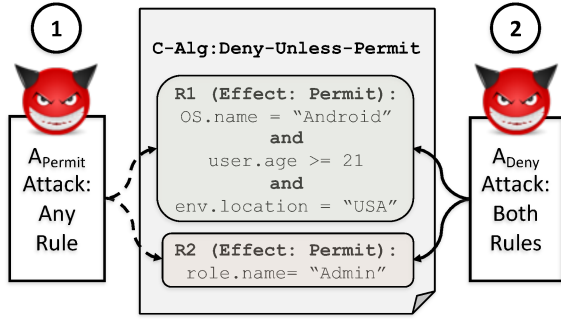 1
2
C-Alg:Deny-Unless-Permit
R1 (Effect: Permit):
OS.name = “Android”
and
user.age >= 21
and
env.location = “USA”
R2 (Effect: Permit):
role.name= “Admin”
APermit
Attack:
Any
Rule
ADeny
Attack:
Both
Rules